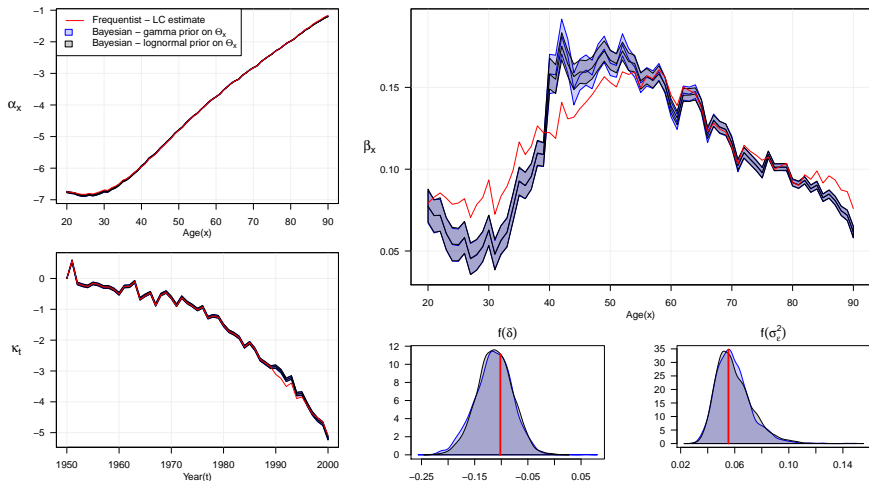 Frequentist − LC estimate
Bayesian − gamma prior on Θx
Bayesian − lognormal prior on Θx
αx
−1
−2
−3
−4
−5
−6
−7
20 30 40 50 60 70 80 90
Age(x)
βx
0.15
0.10
0.05
20 30 40 50 60 70 80 90
Age(x)
κt
0
−1
−2
−3
−4
−5
1950 1960 1970 1980 1990 2000
Year(t)
f(δ)
12
10
8
6
4
2
0
−0.25 −0.15 −0.05 0.05
f(σ²ε)
35
30
25
20
15
10
5
0
0.02 0.06 0.10 0.14